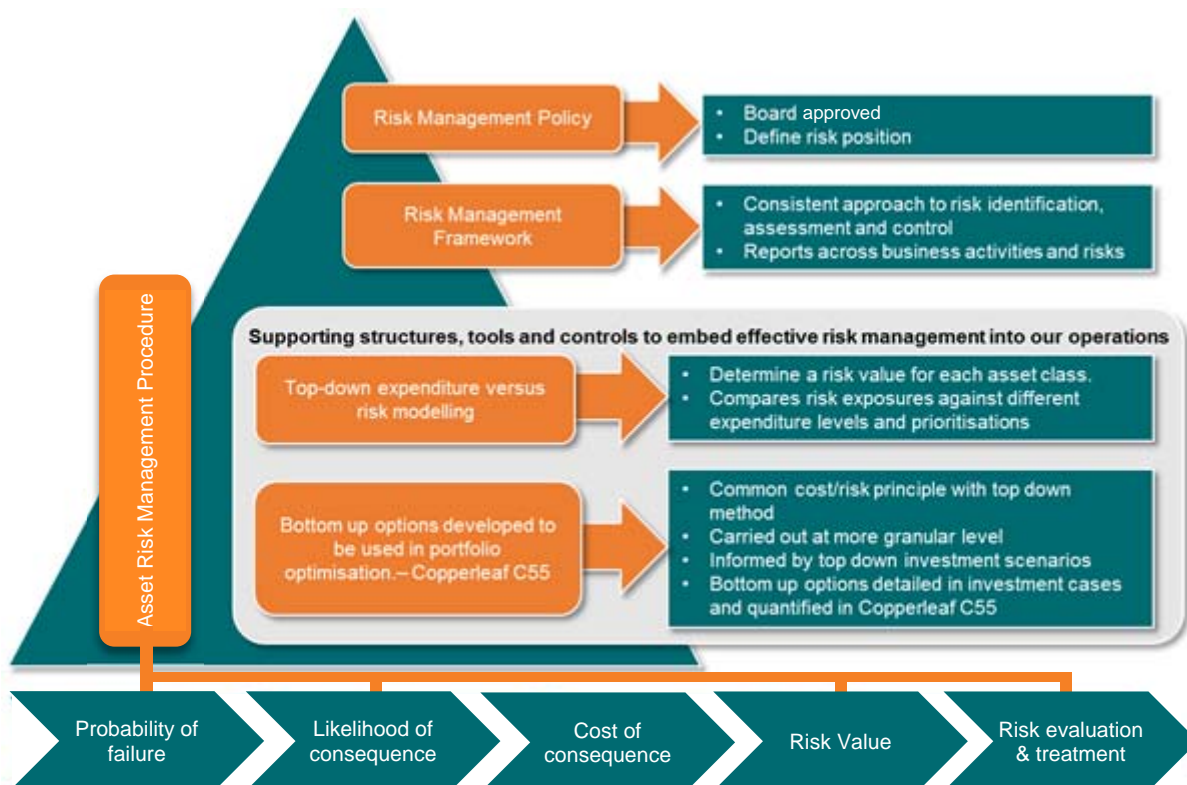 Risk Management Policy
• Board approved
• Define risk position
Risk Management
Framework
• Consistent approach to risk identification,
assessment and control
• Reports across business activities and risks
Asset Risk Management Procedure
Supporting structures, tools and controls to embed effective risk management into our operations
Top-down expenditure versus
risk modelling
• Determine a risk value for each asset class.
• Compares risk exposures against different
expenditure levels and prioritisations
Bottom up options developed to
be used in portfolio
optimisation.– Copperleaf C55
• Common cost/risk principle with top down
method
• Carried out at more granular level
• Informed by top down investment scenarios
• Bottom up options detailed in investment cases
and quantified in Copperleaf C55
Probability of
failure
Likelihood of
consequence
Cost of
consequence
Risk Value
Risk evaluation
& treatment